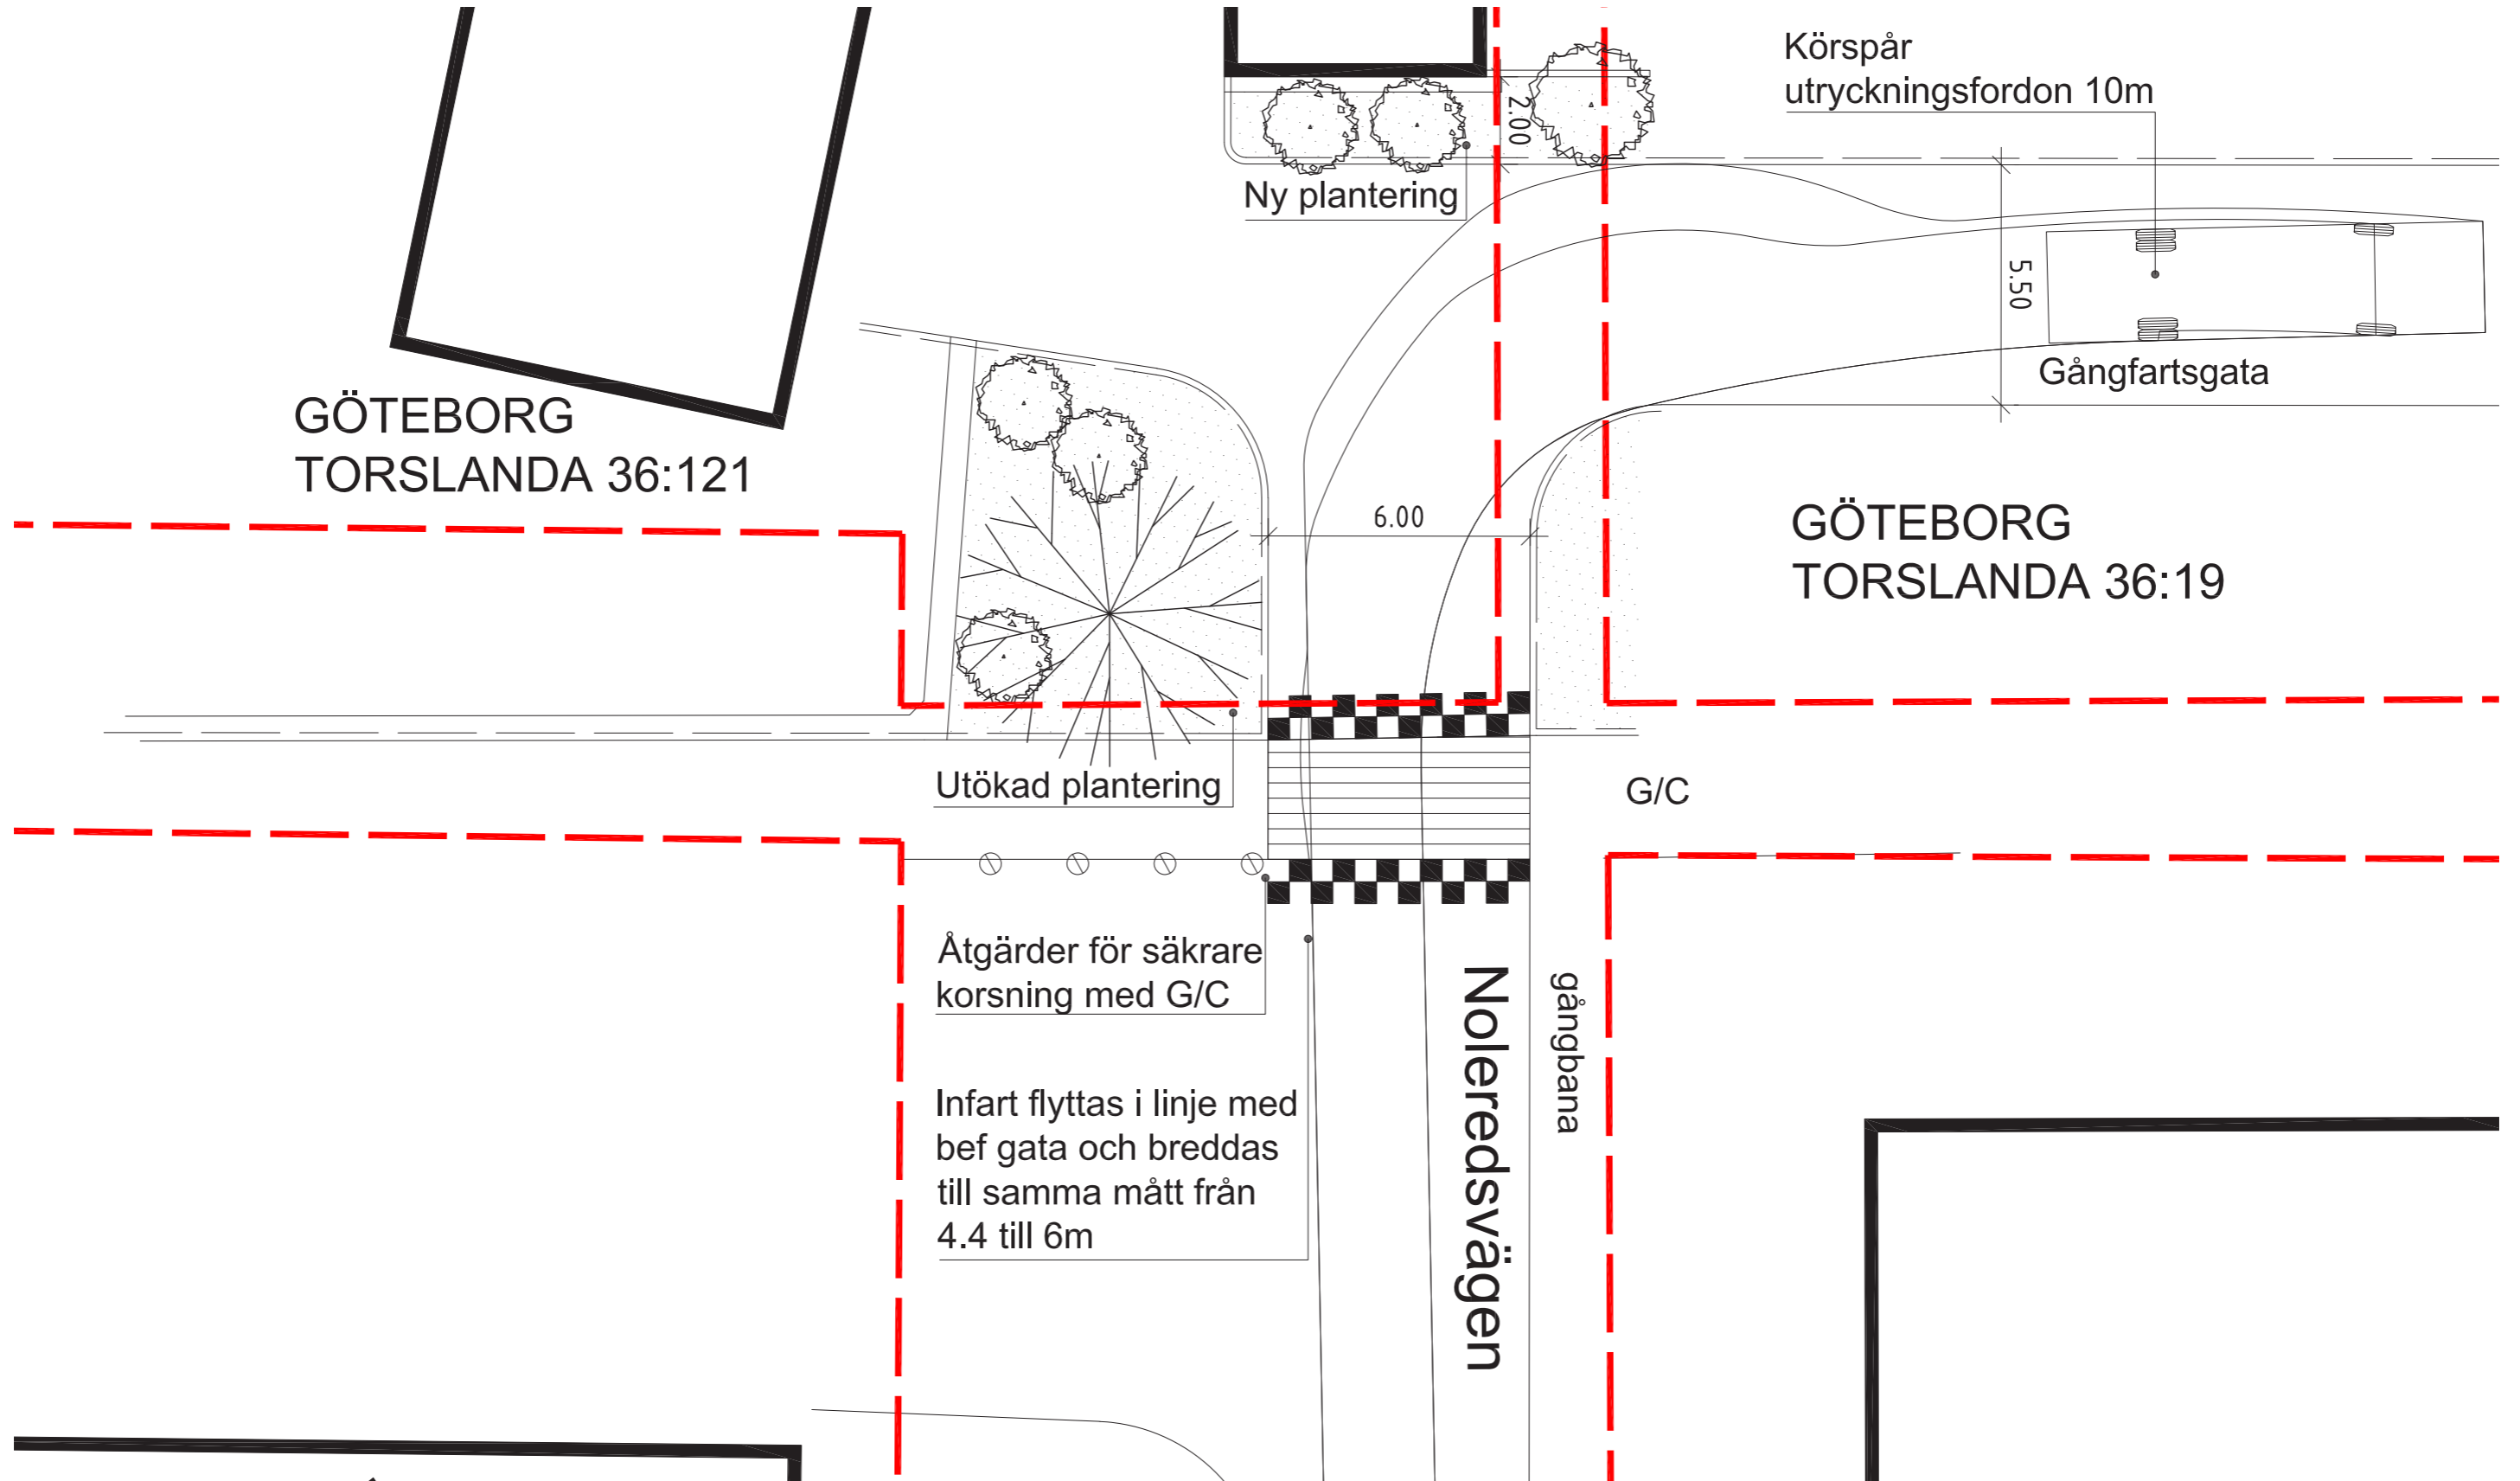 Körspår
utryckningsfordon 10m
2.00
Ny plantering
5.50
Gångfartsgata
GÖTEBORG
TORSLANDA 36:121
6.00
GÖTEBORG
TORSLANDA 36:19
Utökad plantering
G/C
Åtgärder för säkrare
korsning med G/C
Noleredsvägen
gångbana
Infart flyttas i linje med
bef gata och breddas
till samma mått från
4.4 till 6m